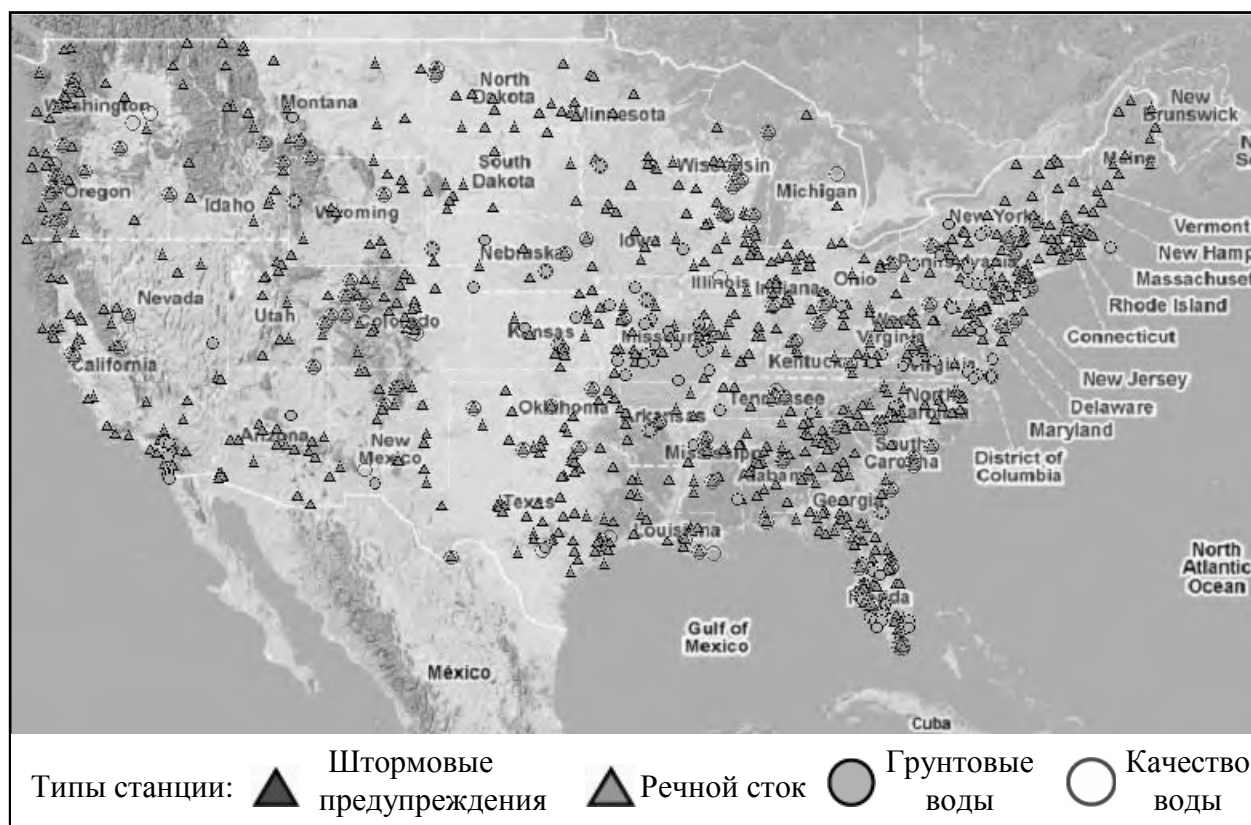 Washington
Montana
North
Dakota
Minnesota
New
Brunswick
Maine
Oregon
Idaho
Wyoming
South
Dakota
Wisconsin
Michigan
New York
Vermont
New Hamp
Massachuset
Rhode Island
Connecticut
New Jersey
Delaware
Maryland
District of
Columbia
Nevada
Utah
Colorado
Nebraska
Iowa
Illinois
Indiana
Ohio
Pennsylvania
West
Virginia
Virginia
California
Kansas
Missouri
Kentucky
Arizona
New
Mexico
Oklahoma
Arkansas
Tennessee
North
Carolina
South
Carolina
Mississippi
Alabama
Georgia
Texas
Louisiana
Florida
North
Atlantic
Ocean
Gulf of
Mexico
México
Cuba
Типы станции:
Штормовые
предупреждения
Речной сток
Грунтовые
воды
Качество
воды